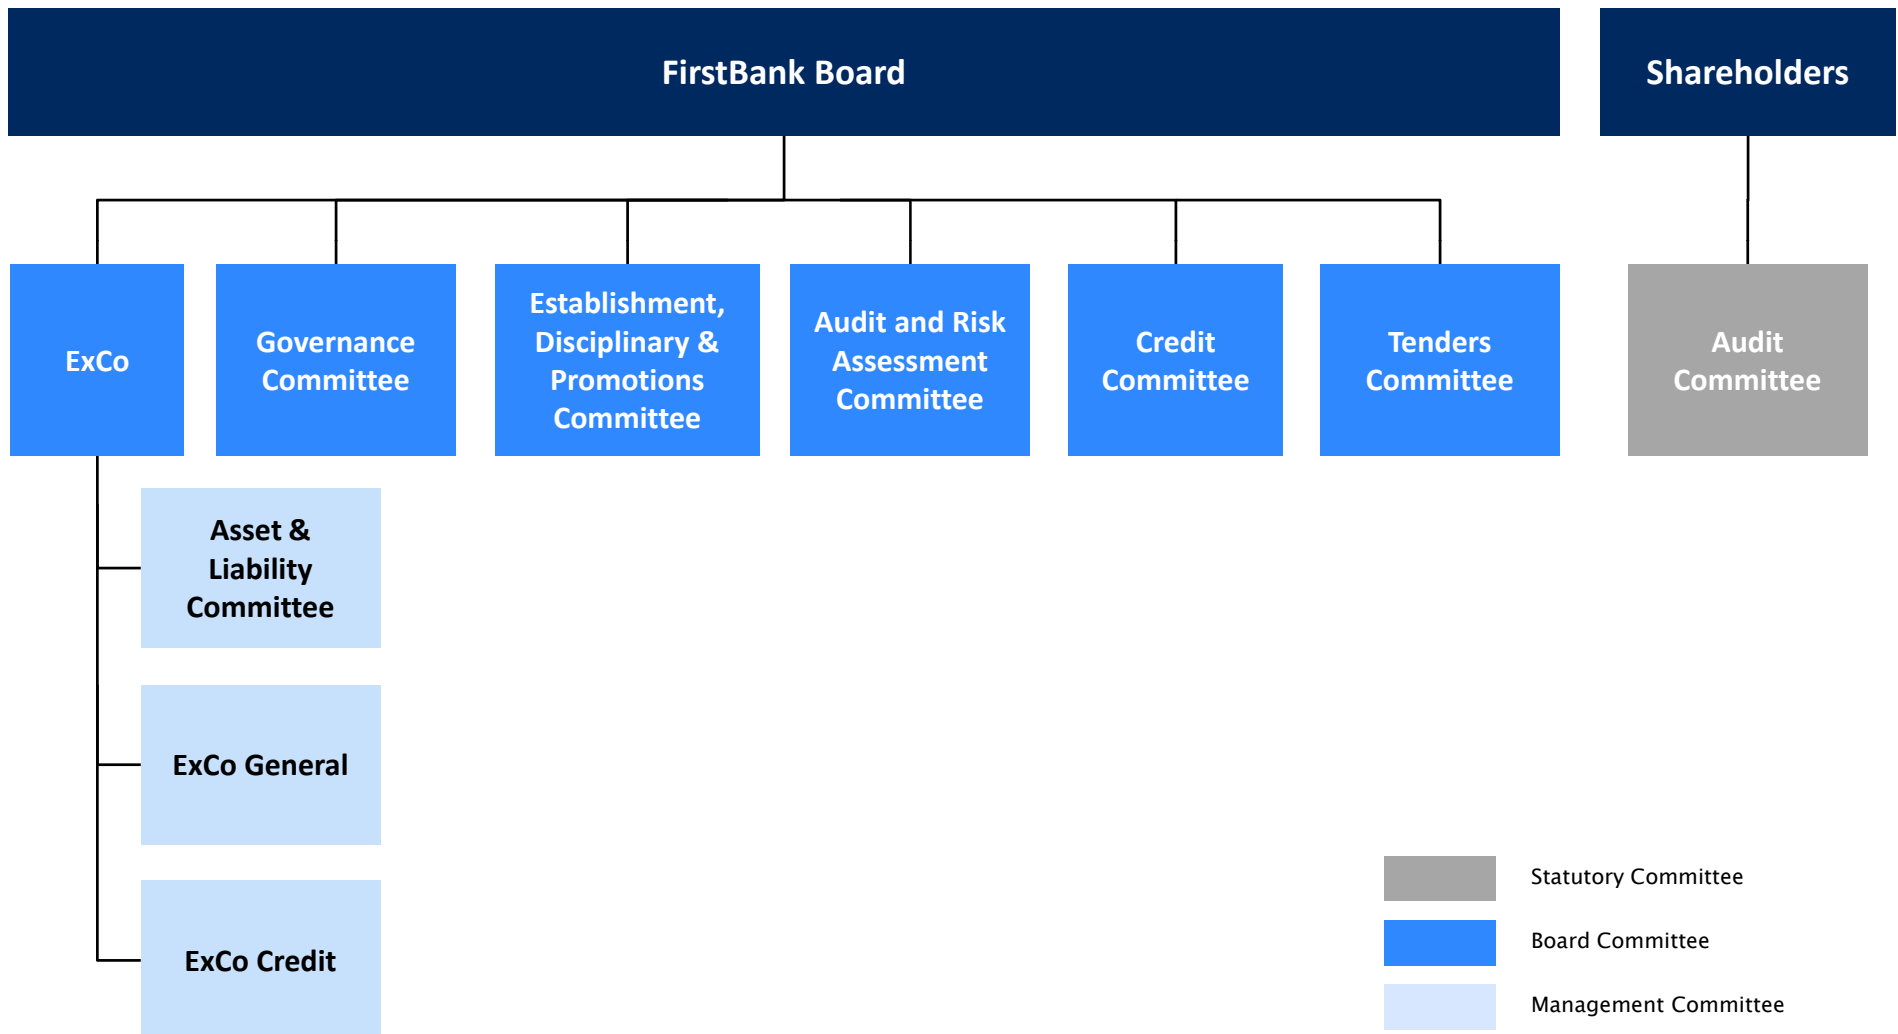 FirstBank Board
Shareholders
ExCo
Governance
Committee
Establishment,
Disciplinary &
Promotions
Committee
Audit and Risk
Assessment
Committee
Credit
Committee
Tenders
Committee
Audit
Committee
Asset &
Liability
Committee
ExCo General
ExCo Credit
Statutory Committee
Board Committee
Management Committee